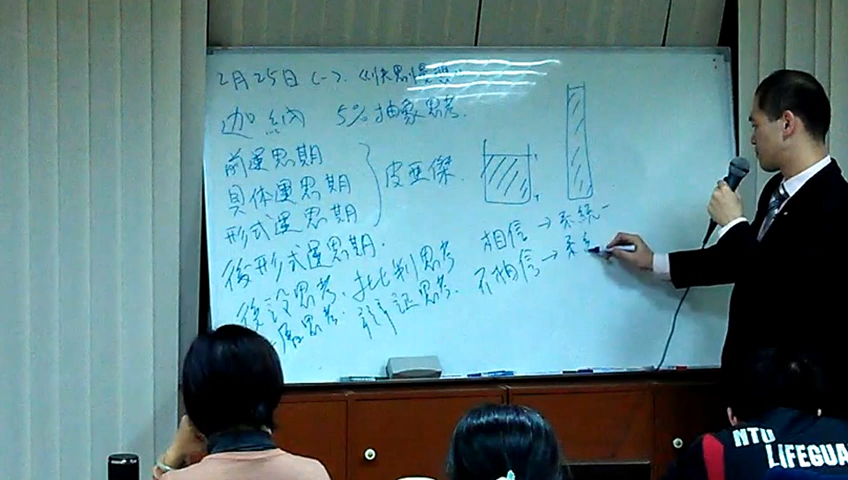 2月25日(一).《快思慢想》
迦納 5%抽象思考.
前運思期
具体運思期
形式運思期
皮亚傑.
後形式運思期.
後設思考.批判思考
思考.辯证思考.
相信→系統一
不相信→系
NTU
LIFEGUA